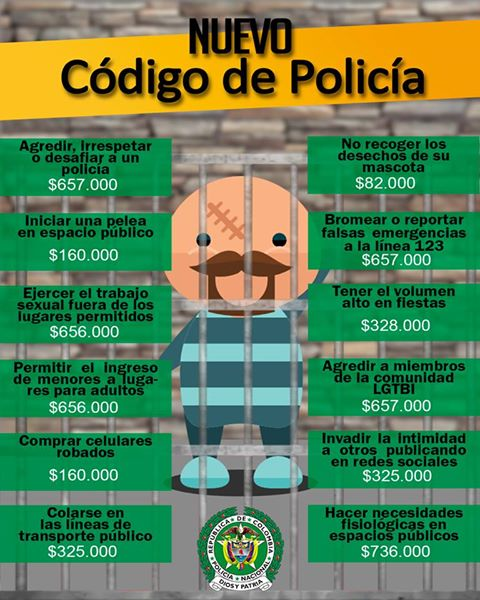 NUEVO
Código de Policía
Agredir, irrespetar
o desafiar a un
policía
$657.000
Iniciar una pelea
en espacio público
$160.000
Ejercer el trabajo
sexual fuera de los
lugares permitidos
$656.000
Permitir el ingreso
de menores a luga-
res para adultos
$656.000
Comprar celulares
robados
$160.000
Colarse en
las líneas de
transporte público
$325.000
No recoger los
desechos de su
mascota
$82.000
Bromear o reportar
falsas emergencias
a la línea 123
$657.000
Tener el volumen
alto en fiestas
$328.000
Agredir a miembros
de la comunidad
LGTBI
$657.000
Invadir la intimidad
a otros publicando
en redes sociales
$325.000
Hacer necesidades
fisiológicas en
espacios públicos
$736.000
REPUBLICA DE COLOMBIA
POLICIA NACIONAL
DIOS Y PATRIA